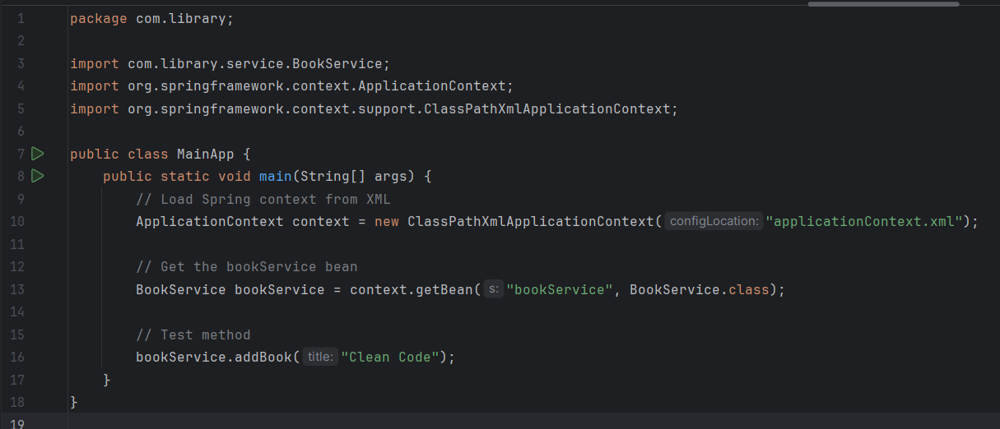 1 package com.library;
2
3 import com.library.service.BookService;
4 import org.springframework.context.ApplicationContext;
5 import org.springframework.context.support.ClassPathXmlApplicationContext;
6
7 public class MainApp {
8     public static void main(String[] args) {
9         // Load Spring context from XML
10         ApplicationContext context = new ClassPathXmlApplicationContext( configLocation: "applicationContext.xml");
11
12         // Get the bookService bean
13         BookService bookService = context.getBean( s: "bookService", BookService.class);
14
15         // Test method
16         bookService.addBook( title: "Clean Code");
17     }
18 }
19